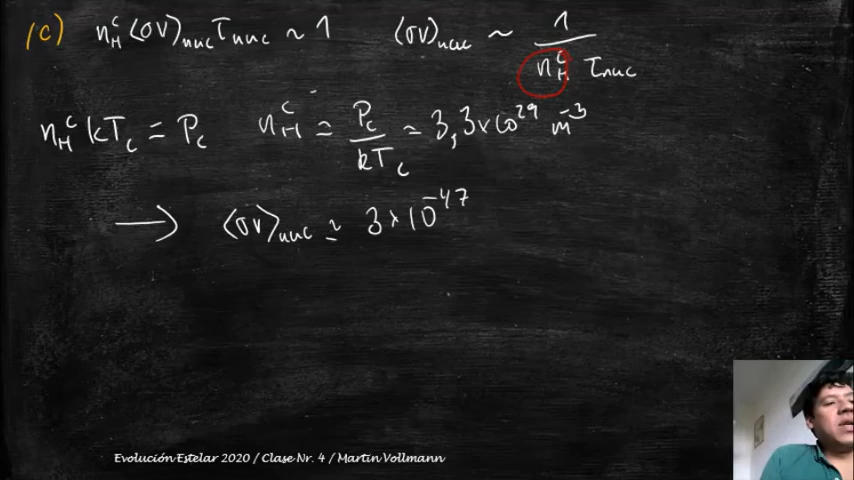 (c) n_H^c ⟨σv⟩_nuc τ_nuc ~ 1 ⟨σv⟩_nuc ~ 1 / (n_H^c τ_nuc)
n_H^c kT_c = P_c n_H^c = P_c / (kT_c) ≃ 3,3×10^29 m^-3
→ ⟨σv⟩_nuc ≃ 3×10^-47
Evolución Estelar 2020 / Clase Nr. 4 / Martin Vollmann